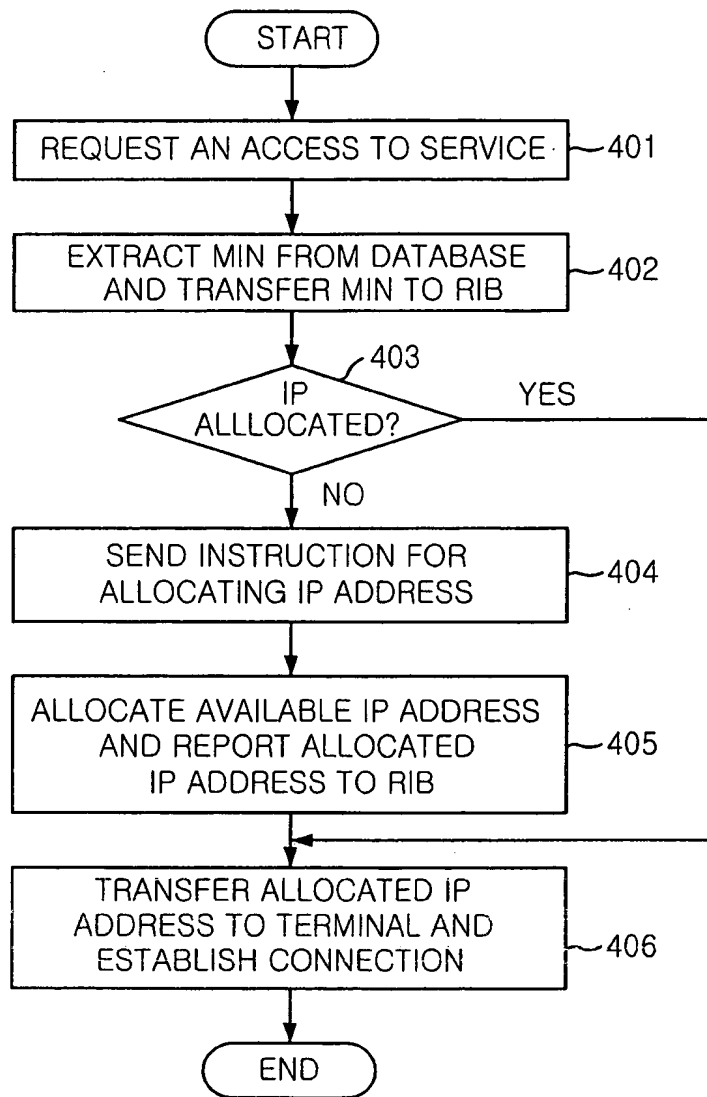 START
REQUEST AN ACCESS TO SERVICE
401
EXTRACT MIN FROM DATABASE
AND TRANSFER MIN TO RIB
402
403
IP
ALLLOCATED?
YES
NO
SEND INSTRUCTION FOR
ALLOCATING IP ADDRESS
404
ALLOCATE AVAILABLE IP ADDRESS
AND REPORT ALLOCATED
IP ADDRESS TO RIB
405
TRANSFER ALLOCATED IP
ADDRESS TO TERMINAL AND
ESTABLISH CONNECTION
406
END